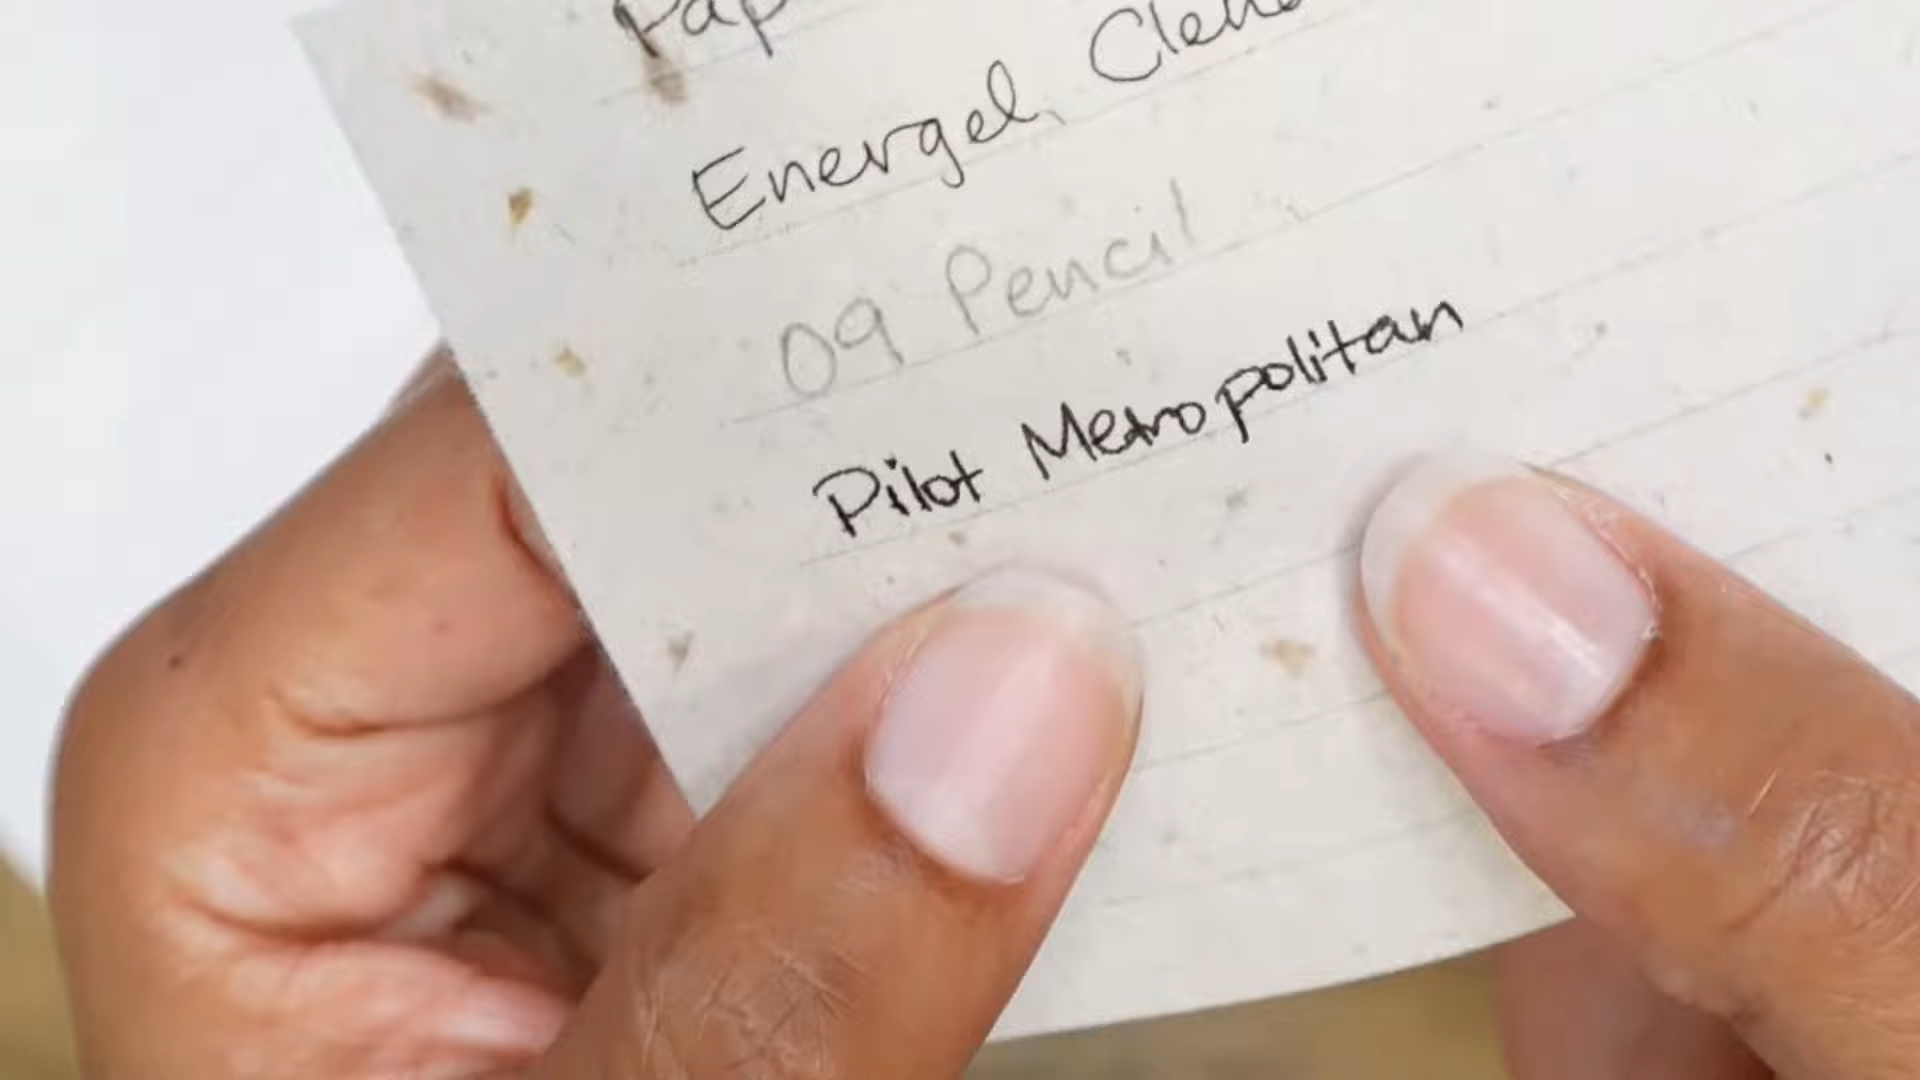 Energel,
09 Pencil
Pilot Metropolitan